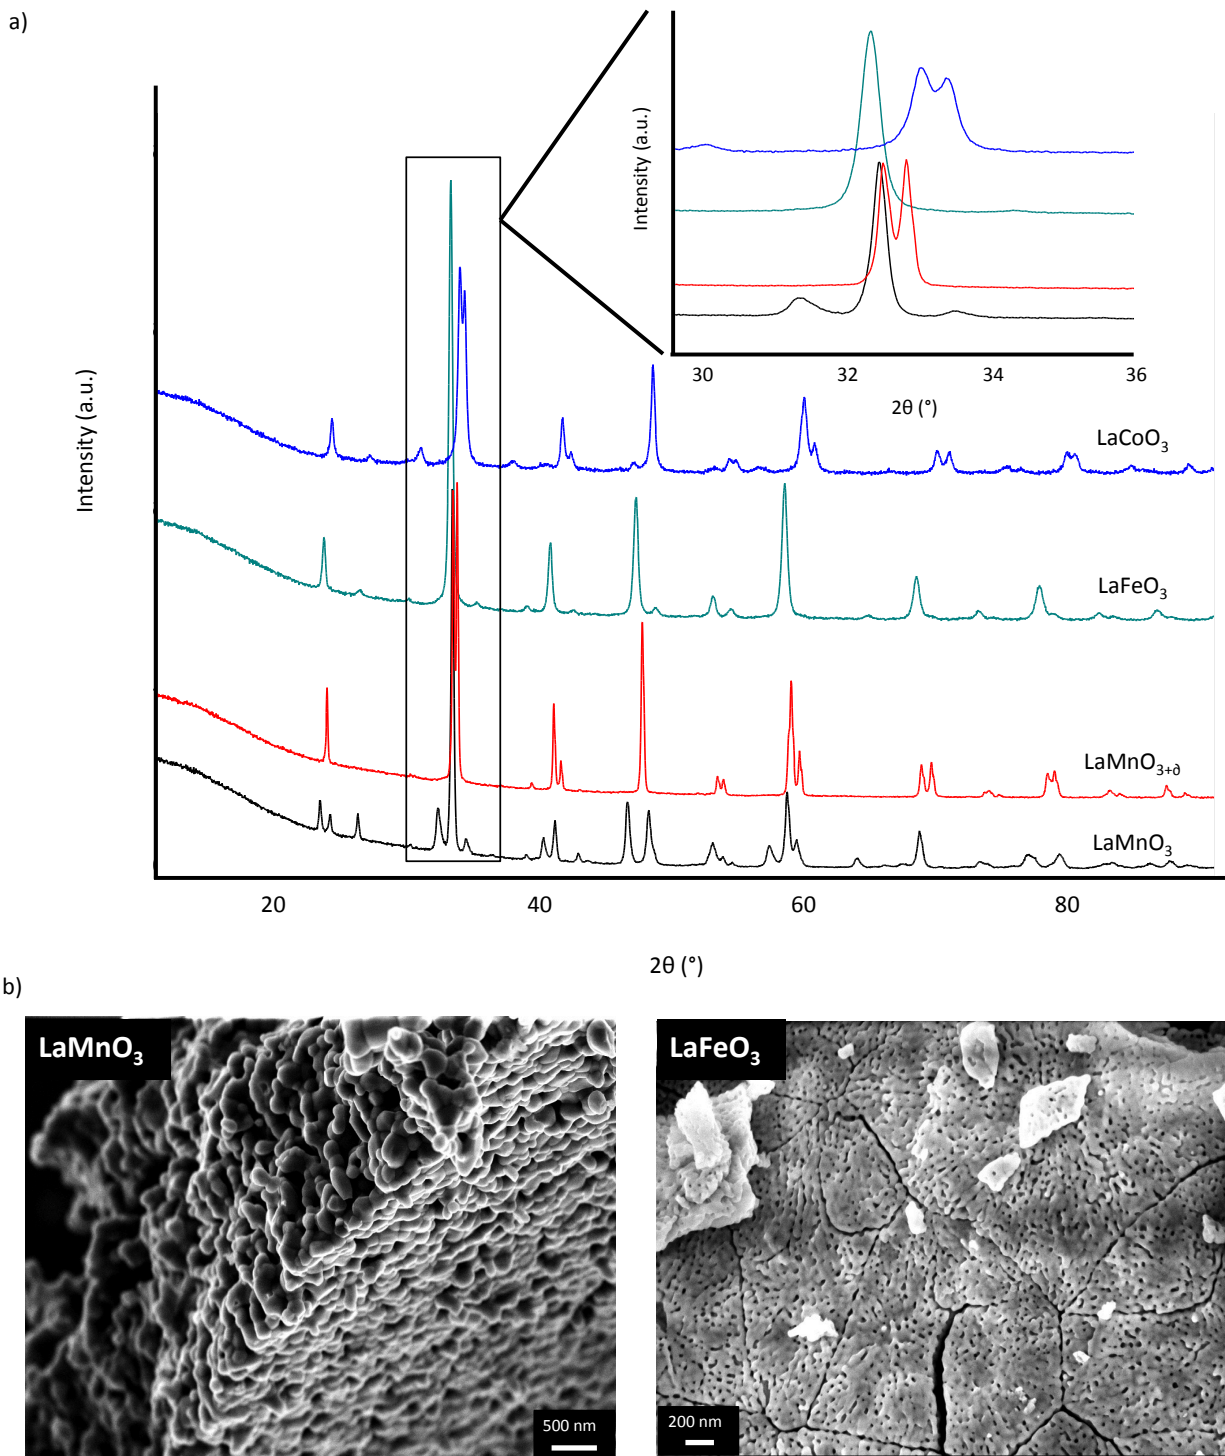 a)
Intensity (a.u.)
30
32
34
36
2θ (°)
Intensity (a.u.)
LaCoO3
LaFeO3
LaMnO3+∂
LaMnO3
20
40
60
80
2θ (°)
b)
LaMnO3
500 nm
LaFeO3
200 nm